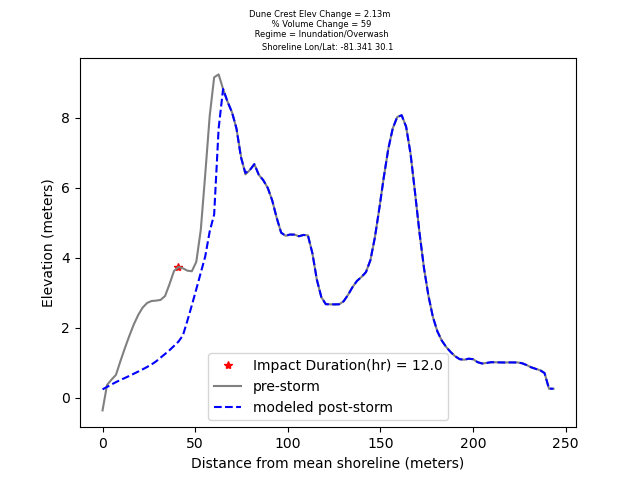 Dune Crest Elev Change = 2.13m
% Volume Change = 59
Regime = Inundation/Overwash
Shoreline Lon/Lat: -81.341 30.1
Elevation (meters)
8
6
4
2
0
Impact Duration(hr) = 12.0
pre-storm
modeled post-storm
0 50 100 150 200 250
Distance from mean shoreline (meters)